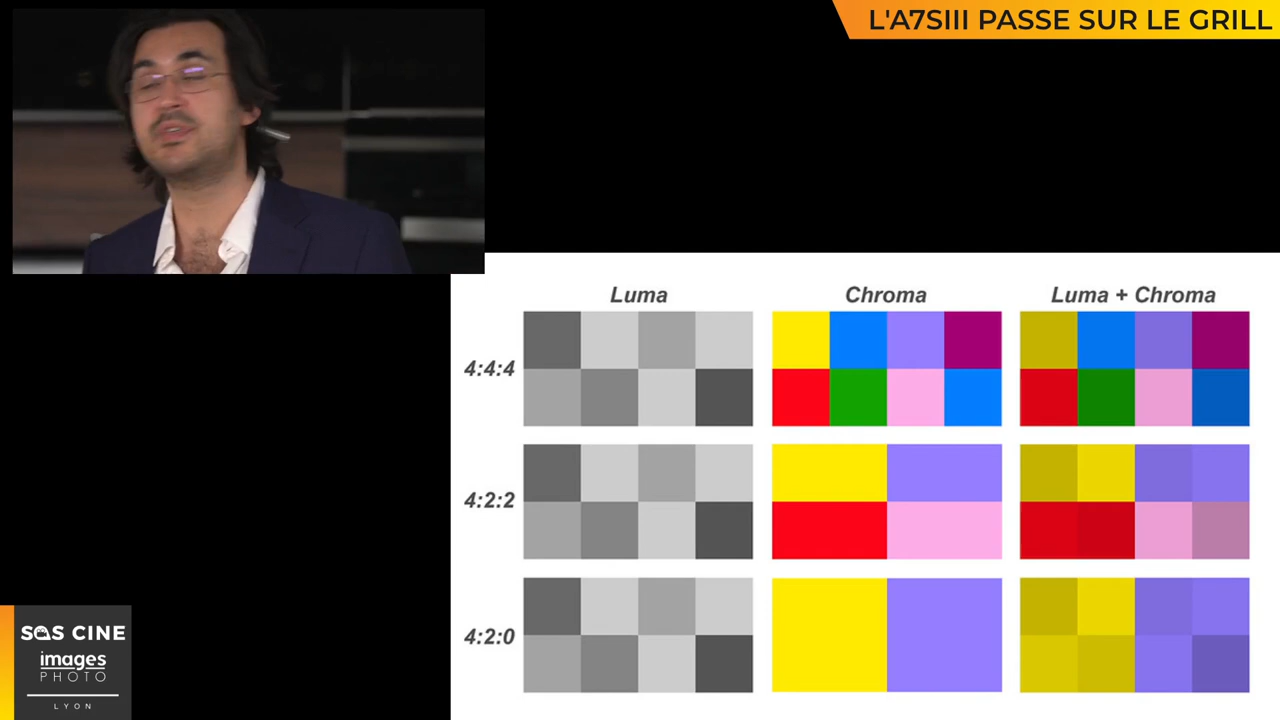 L'A7SIII PASSE SUR LE GRILL
Luma Chroma Luma + Chroma
4:4:4
4:2:2
4:2:0
SOS CINE
images
PHOTO
LYON